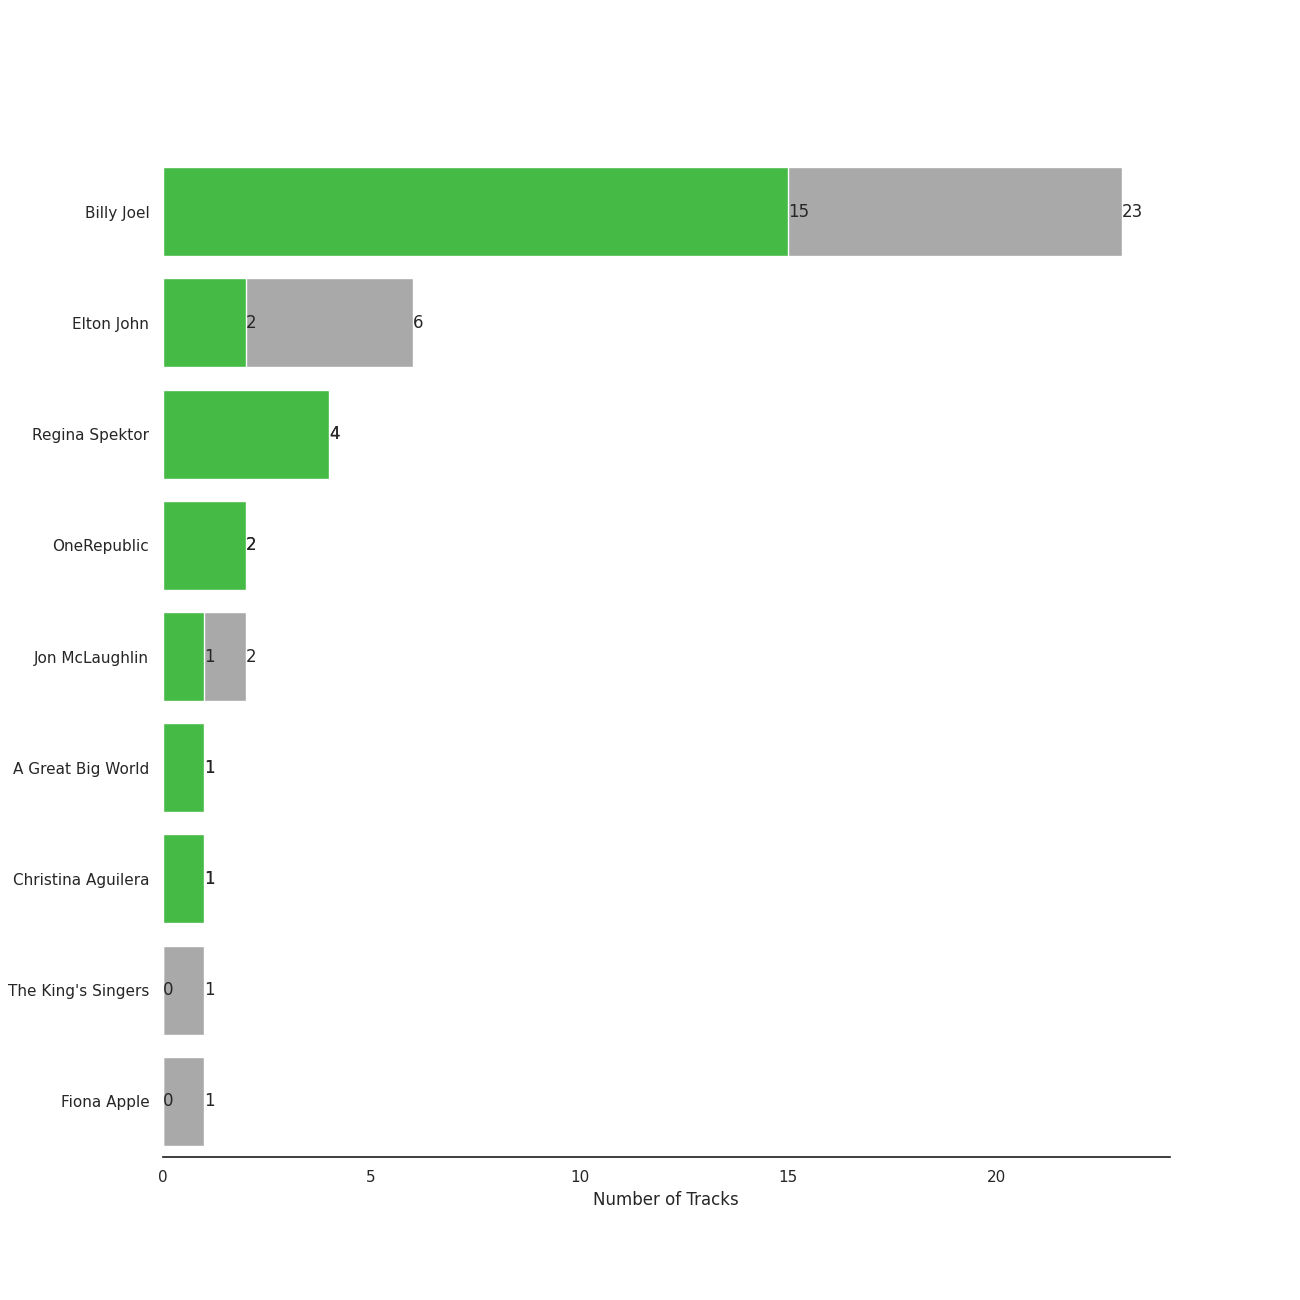 Billy Joel 15 23
Elton John 2 6
Regina Spektor 4
OneRepublic 2
Jon McLaughlin 1 2
A Great Big World 1
Christina Aguilera 1
The King's Singers 0 1
Fiona Apple 0 1
0 5 10 15 20
Number of Tracks